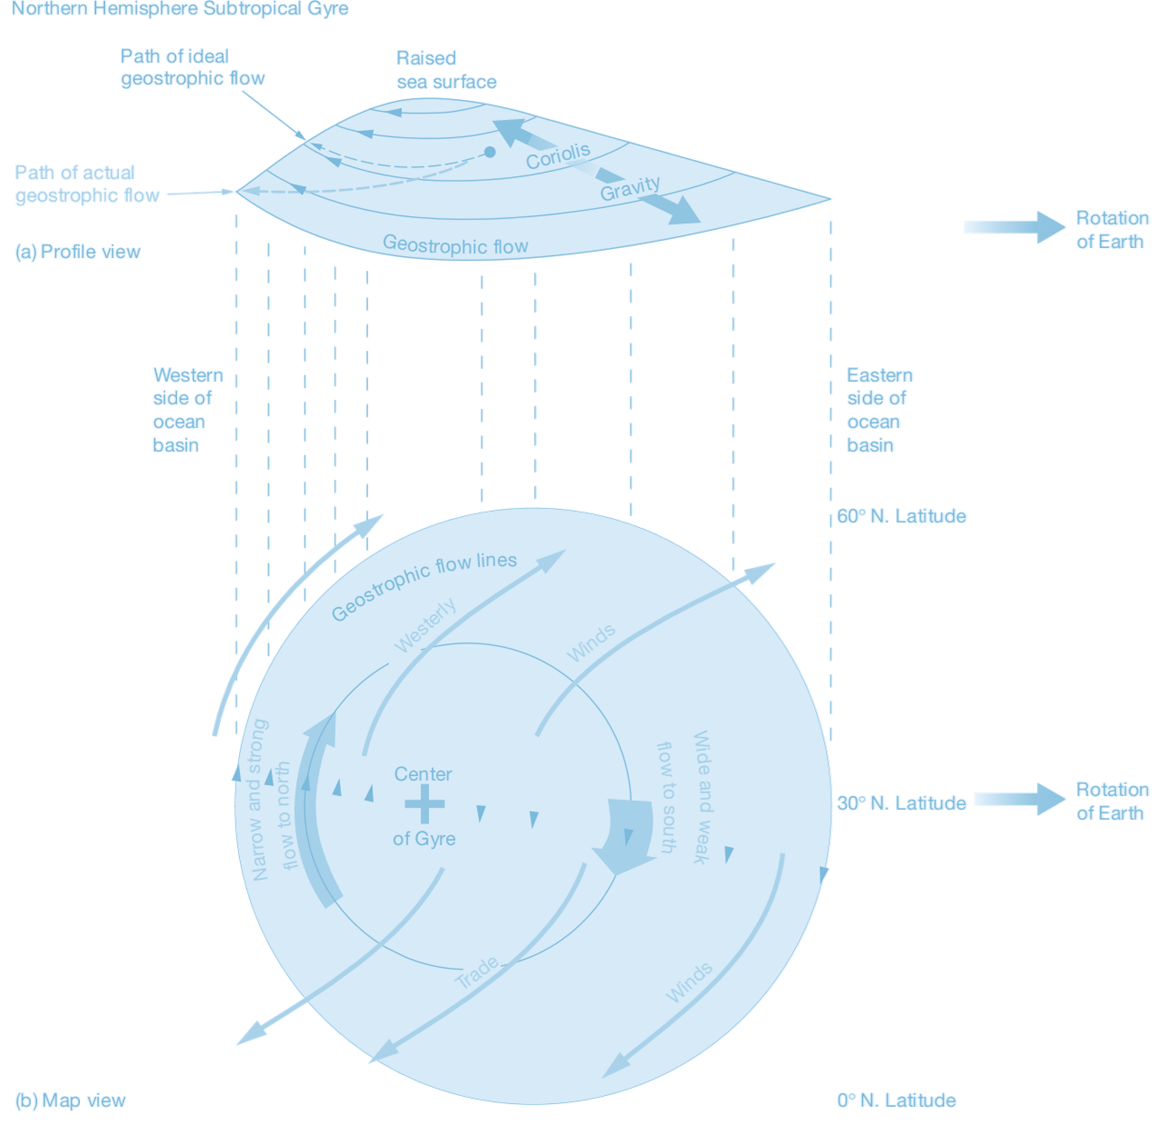 Northern Hemisphere Subtropical Gyre
Path of ideal
geostrophic flow
Raised
sea surface
Coriolis
Gravity
Path of actual
geostrophic flow
Geostrophic flow
(a) Profile view
Rotation
of Earth
Western
side of
ocean
basin
Eastern
side of
ocean
basin
60° N. Latitude
Geostrophic flow lines
Westerly
Winds
Narrow and strong
flow to north
Center
of Gyre
Wide and weak
flow to south
30° N. Latitude
Rotation
of Earth
Trade
Winds
(b) Map view
0° N. Latitude